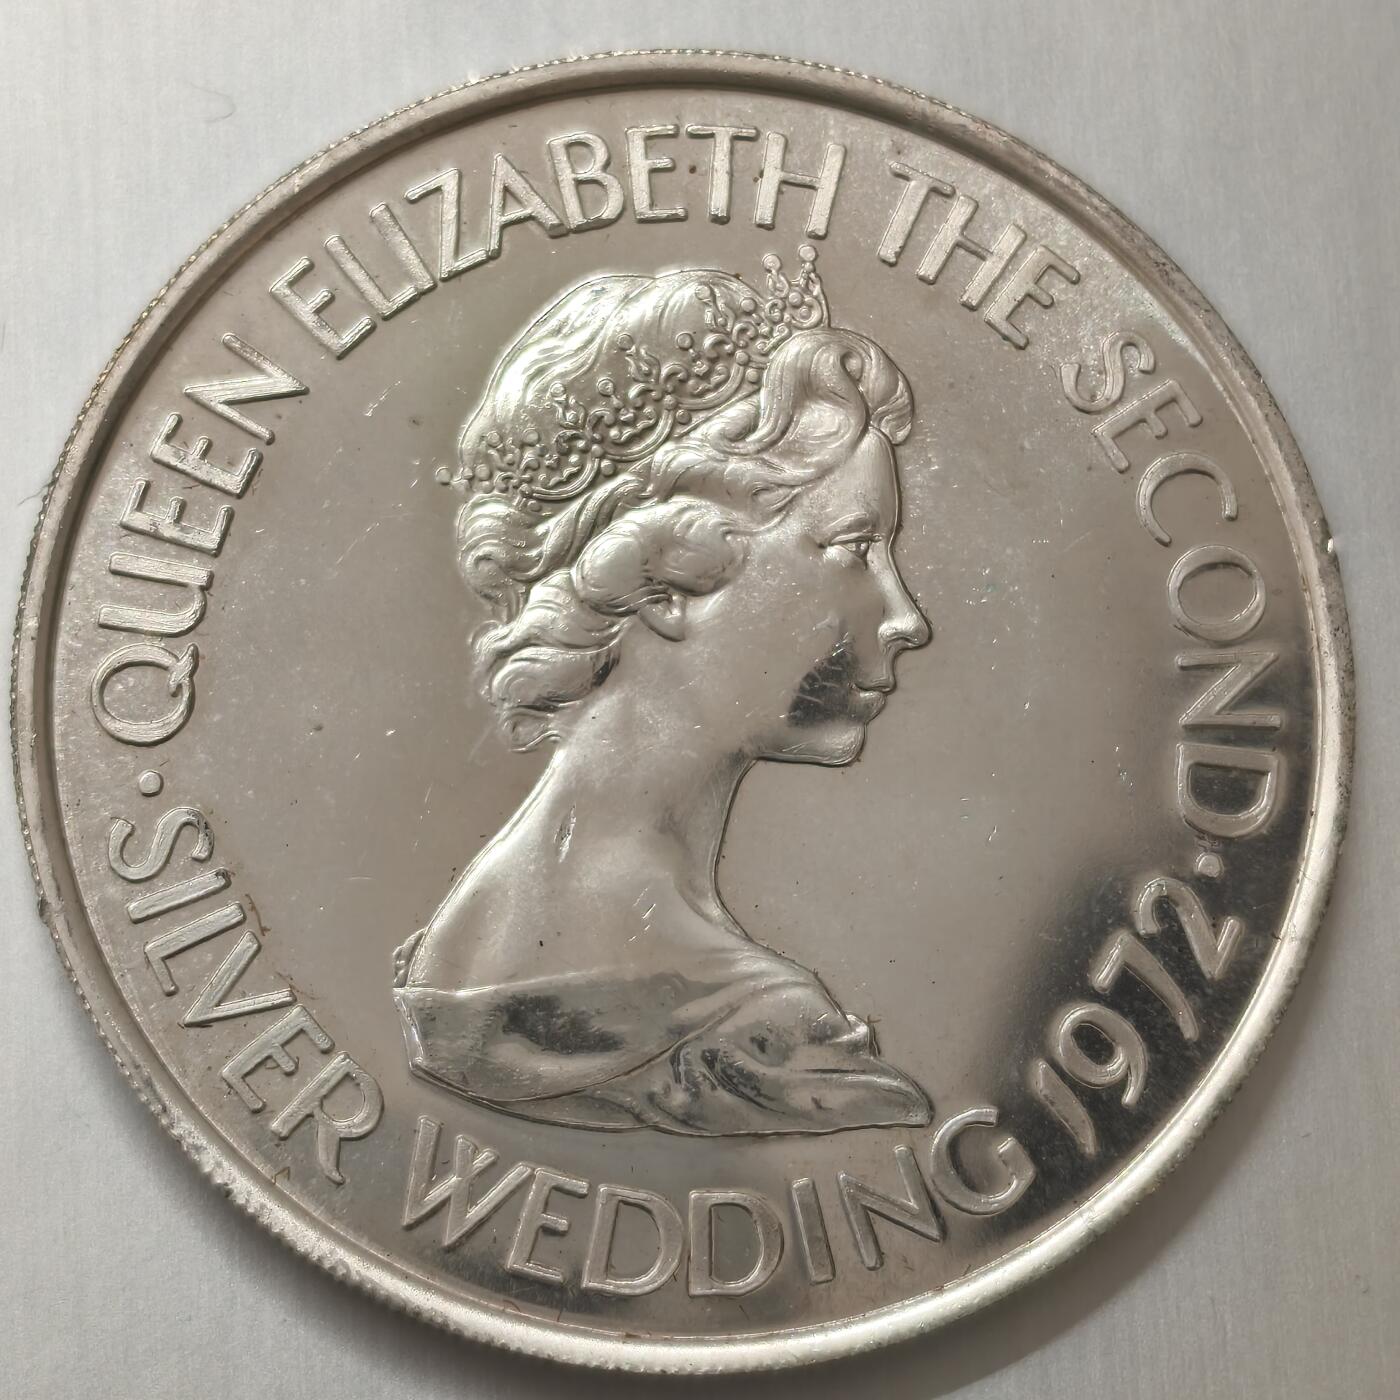 QUEEN ELIZABETH THE SECOND ·
· SILVER WEDDING 1972